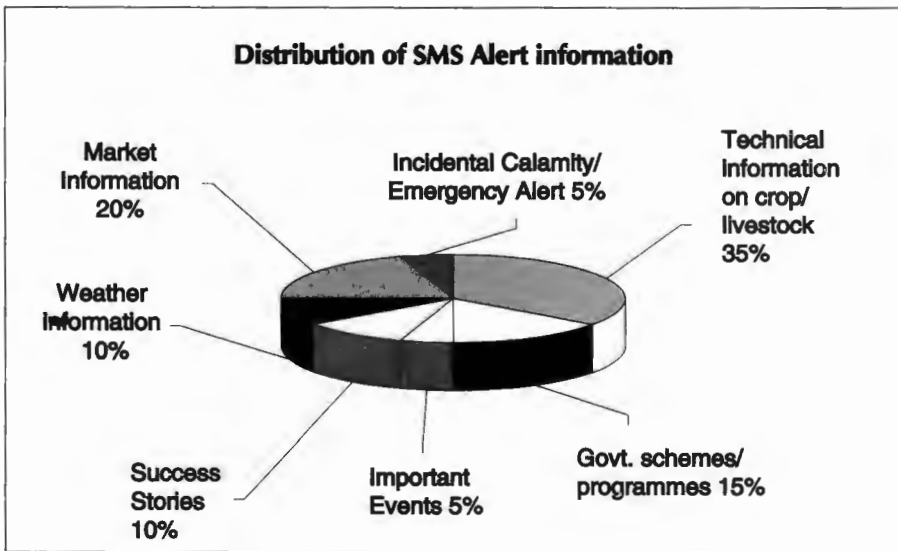 Distribution of SMS Alert information
Market
Information
20%
Incidental Calamity/
Emergency Alert 5%
Technical
Information
on crop/
livestock
35%
Weather
Information
10%
Success
Stories
10%
Important
Events 5%
Govt. schemes/
programmes 15%